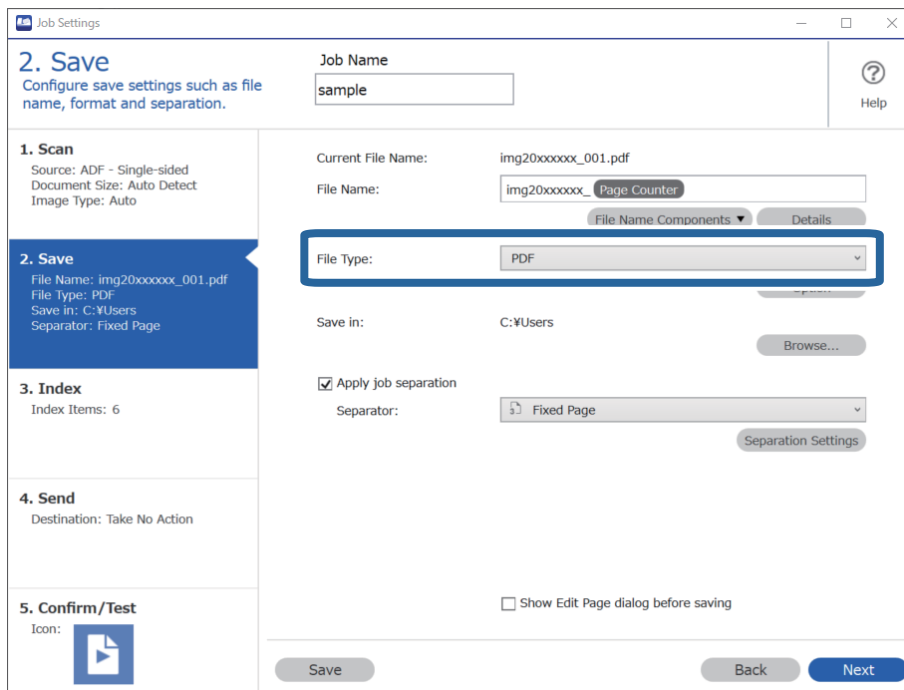 Job Settings
2. Save
Configure save settings such as file
name, format and separation.
Job Name
sample
Help
1. Scan
Source: ADF - Single-sided
Document Size: Auto Detect
Image Type: Auto
2. Save
File Name: img20xxxxxx_001.pdf
File Type: PDF
Save in: C:¥Users
Separator: Fixed Page
3. Index
Index Items: 6
4. Send
Destination: Take No Action
5. Confirm/Test
Icon:
Current File Name: img20xxxxxx_001.pdf
File Name: img20xxxxxx_ Page Counter
File Name Components Details
File Type: PDF
Save in: C:¥Users
Browse...
Apply job separation
Separator: Fixed Page
Separation Settings
Show Edit Page dialog before saving
Save Back Next